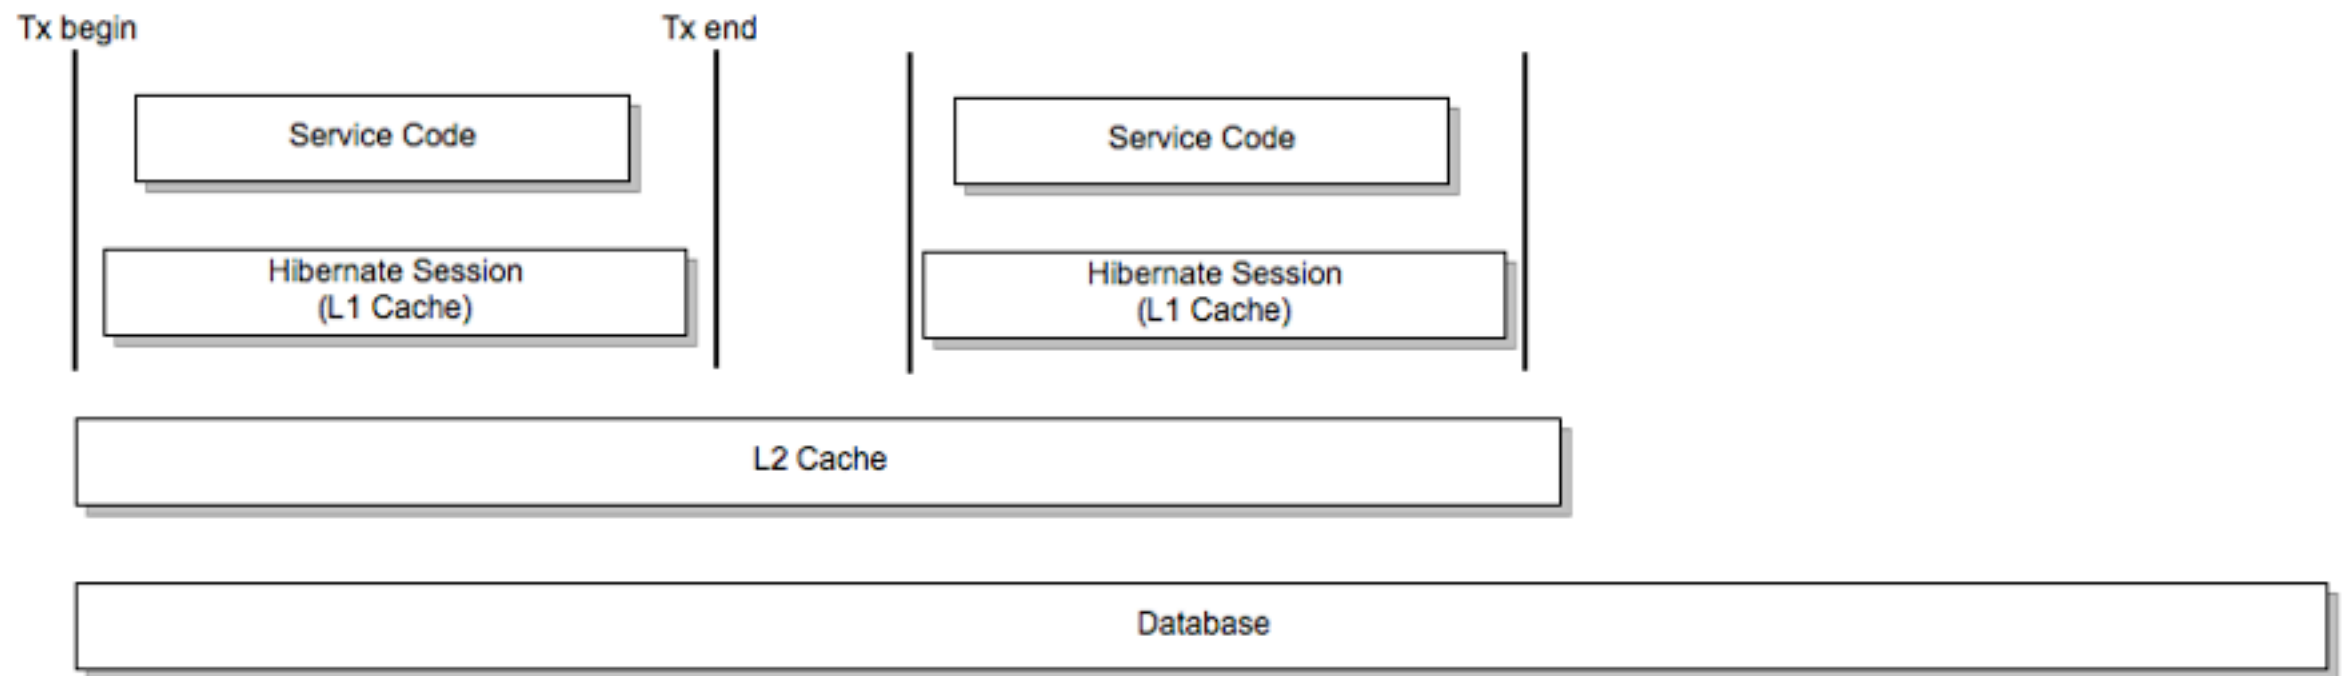 Tx begin
Tx end
Service Code
Service Code
Hibernate Session
(L1 Cache)
Hibernate Session
(L1 Cache)
L2 Cache
Database